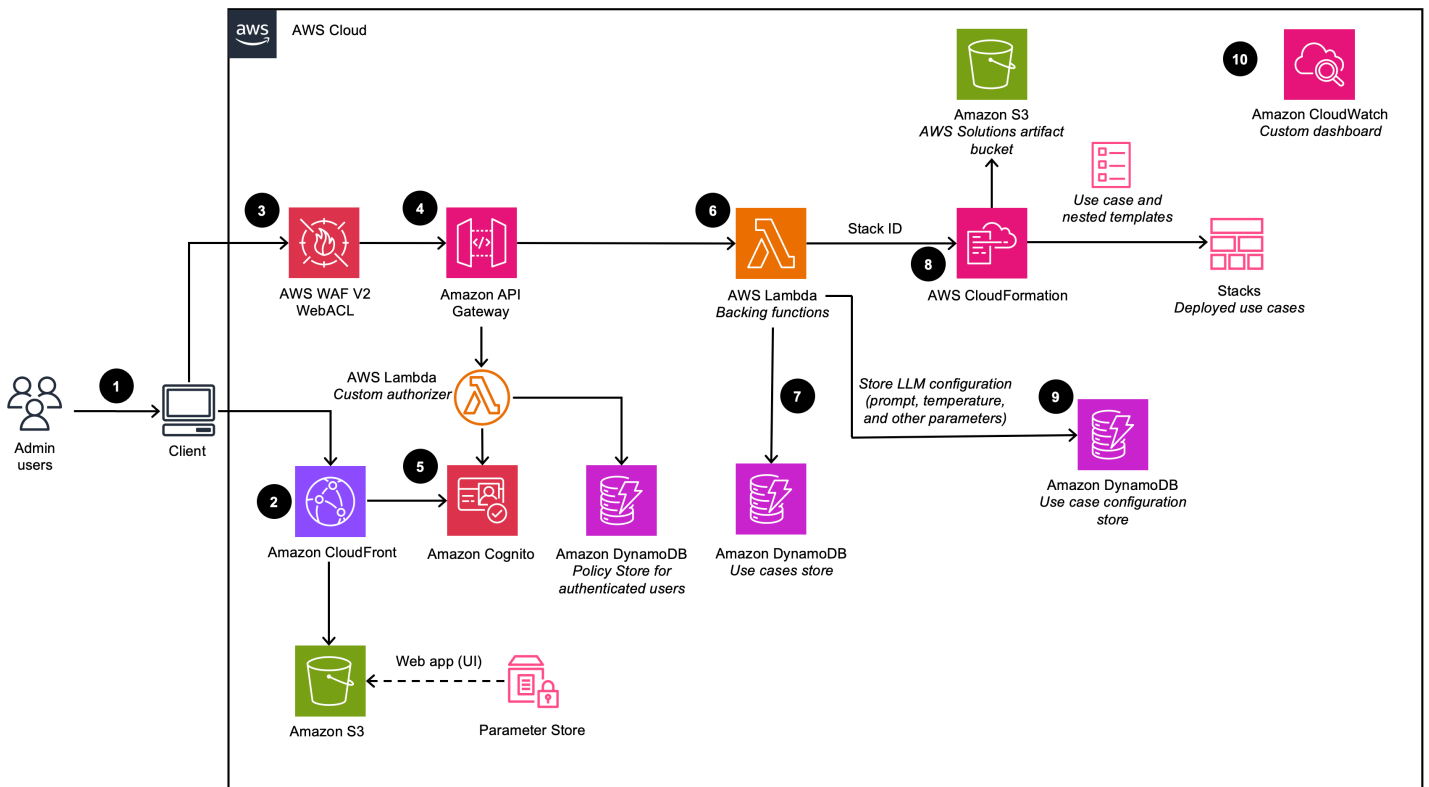 aws
AWS Cloud
10
Amazon S3
AWS Solutions artifact
bucket
Amazon CloudWatch
Custom dashboard
3
4
6
Use case and
nested templates
Stack ID
8
AWS WAF V2
WebACL
Amazon API
Gateway
AWS Lambda
Backing functions
AWS CloudFormation
Stacks
Deployed use cases
1
AWS Lambda
Custom authorizer
7
Store LLM configuration
(prompt, temperature,
and other parameters)
9
Admin
users
Client
2
5
Amazon CloudFront
Amazon Cognito
Amazon DynamoDB
Policy Store for
authenticated users
Amazon DynamoDB
Use cases store
Amazon DynamoDB
Use case configuration
store
Web app (UI)
Amazon S3
Parameter Store